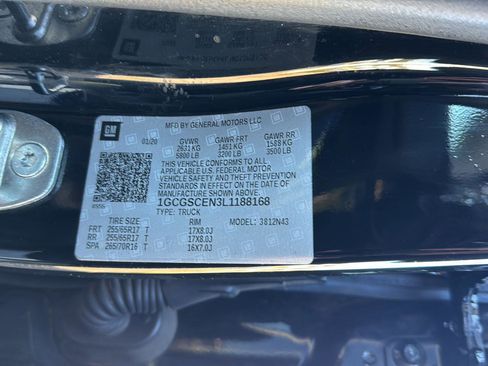 GM
MFD BY GENERAL MOTORS LLC
01/20 GVWR GAWR FRT GAWR RR
2631 KG 1451 KG 1588 KG
5800 LB 3200 LB 3500 LB
THIS VEHICLE CONFORMS TO ALL
APPLICABLE U.S. FEDERAL MOTOR
VEHICLE SAFETY AND THEFT PREVENTION
STANDARDS IN EFFECT ON THE DATE OF
MANUFACTURE SHOWN ABOVE.
1GCGSCEN3L1188168
TYPE: TRUCK MODEL: 3812N43
TIRE SIZE RIM
FRT 255/65R17 T 17X8.0J
RR 255/65R17 T 17X8.0J
SPA 265/70R16 T 16X7.0J